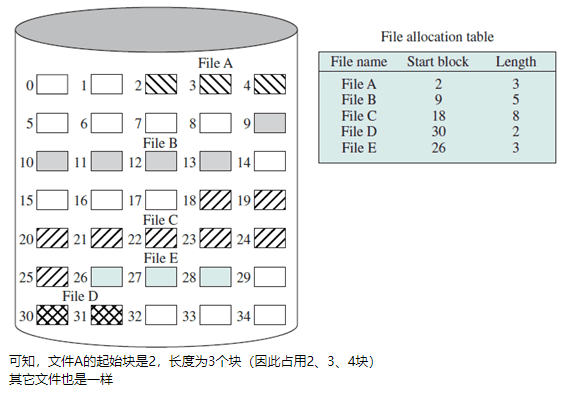 File allocation table
File name Start block Length
File A 2 3
File B 9 5
File C 18 8
File D 30 2
File E 26 3
File A
0 1 2 3 4
5 6 7 8 9
File B
10 11 12 13 14
15 16 17 18 19
File C
20 21 22 23 24
File E
25 26 27 28 29
File D
30 31 32 33 34
可知，文件A的起始块是2，长度为3个块（因此占用2、3、4块）
其它文件也是一样